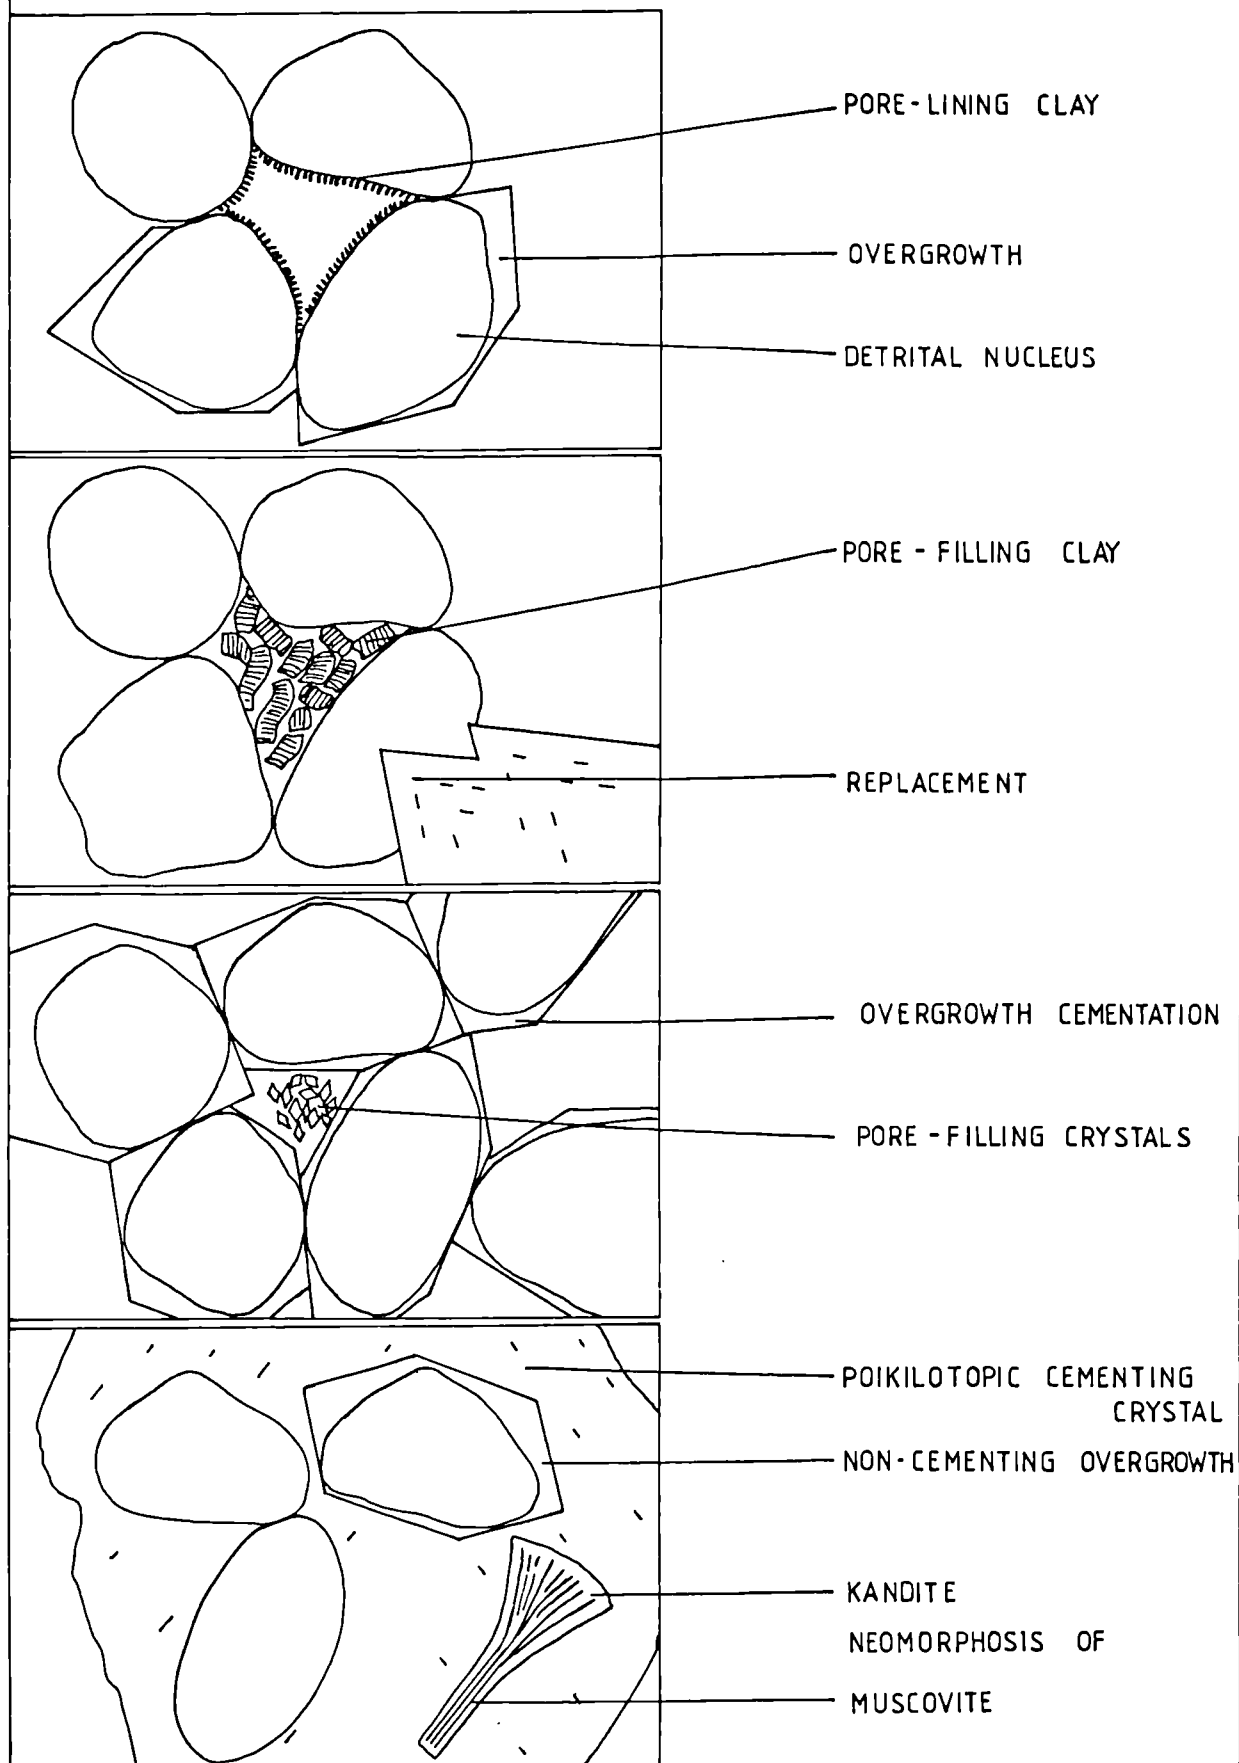 PORE-LINING CLAY
OVERGROWTH
DETRITAL NUCLEUS
PORE - FILLING CLAY
REPLACEMENT
OVERGROWTH CEMENTATION
PORE - FILLING CRYSTALS
POIKILOTOPIC CEMENTING
CRYSTAL
NON-CEMENTING OVERGROWTH
KANDITE
NEOMORPHOSIS OF
MUSCOVITE